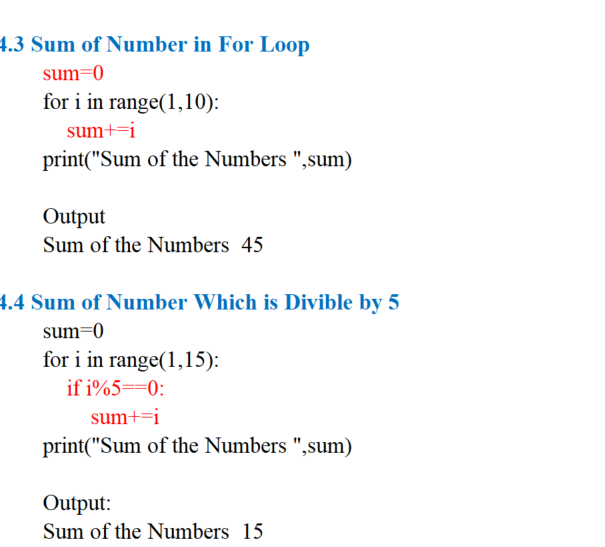 4.3 Sum of Number in For Loop
sum=0
for i in range(1,10):
sum+=i
print("Sum of the Numbers ",sum)
Output
Sum of the Numbers  45
4.4 Sum of Number Which is Divible by 5
sum=0
for i in range(1,15):
if i%5==0:
sum+=i
print("Sum of the Numbers ",sum)
Output:
Sum of the Numbers  15